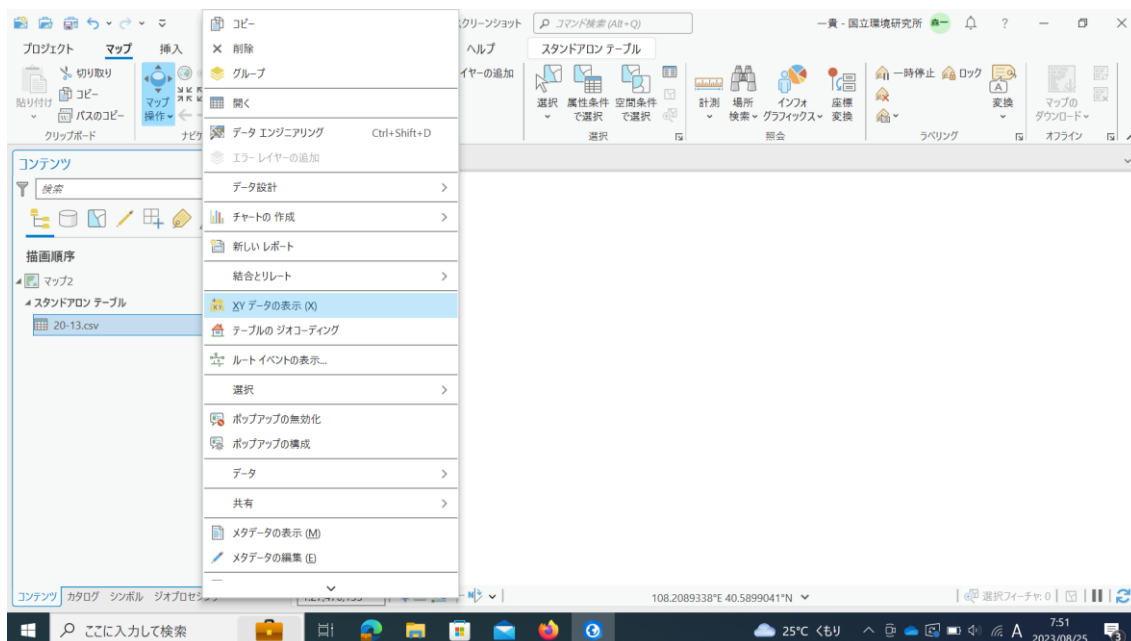 クリーンショット
コマンド検索 (Alt+Q)
一貴 - 国立環境研究所
プロジェクト マップ 挿入 ヘルプ スタンドアロン テーブル
切り取り
コピー
パスのコピー
貼り付け
クリップボード
マップ
操作
イヤーの追加
選択 属性条件 空間条件
で選択 で選択
選択
計測 場所 インフォ 座標
検索 グラフィックス 変換
照会
一時停止 ロック
変換
ラベリング
マップの
ダウンロード
オフライン
コンテンツ
検索
描画順序
マップ2
スタンドアロン テーブル
20-13.csv
コピー
削除
グループ
開く
データ エンジニアリング Ctrl+Shift+D
エラー レイヤーの追加
データ設計
チャートの 作成
新しい レポート
結合とリレート
XY データの表示 (X)
テーブルの ジオコーディング
ルート イベントの表示...
選択
ポップアップの無効化
ポップアップの構成
データ
共有
メタデータの表示 (M)
メタデータの編集 (E)
コンテンツ カタログ シンボル ジオプロセシ
108.2089338°E 40.5899041°N
選択フィーチャ: 0
ここに入力して検索
25°C くもり
A
7:51
2023/08/25
3